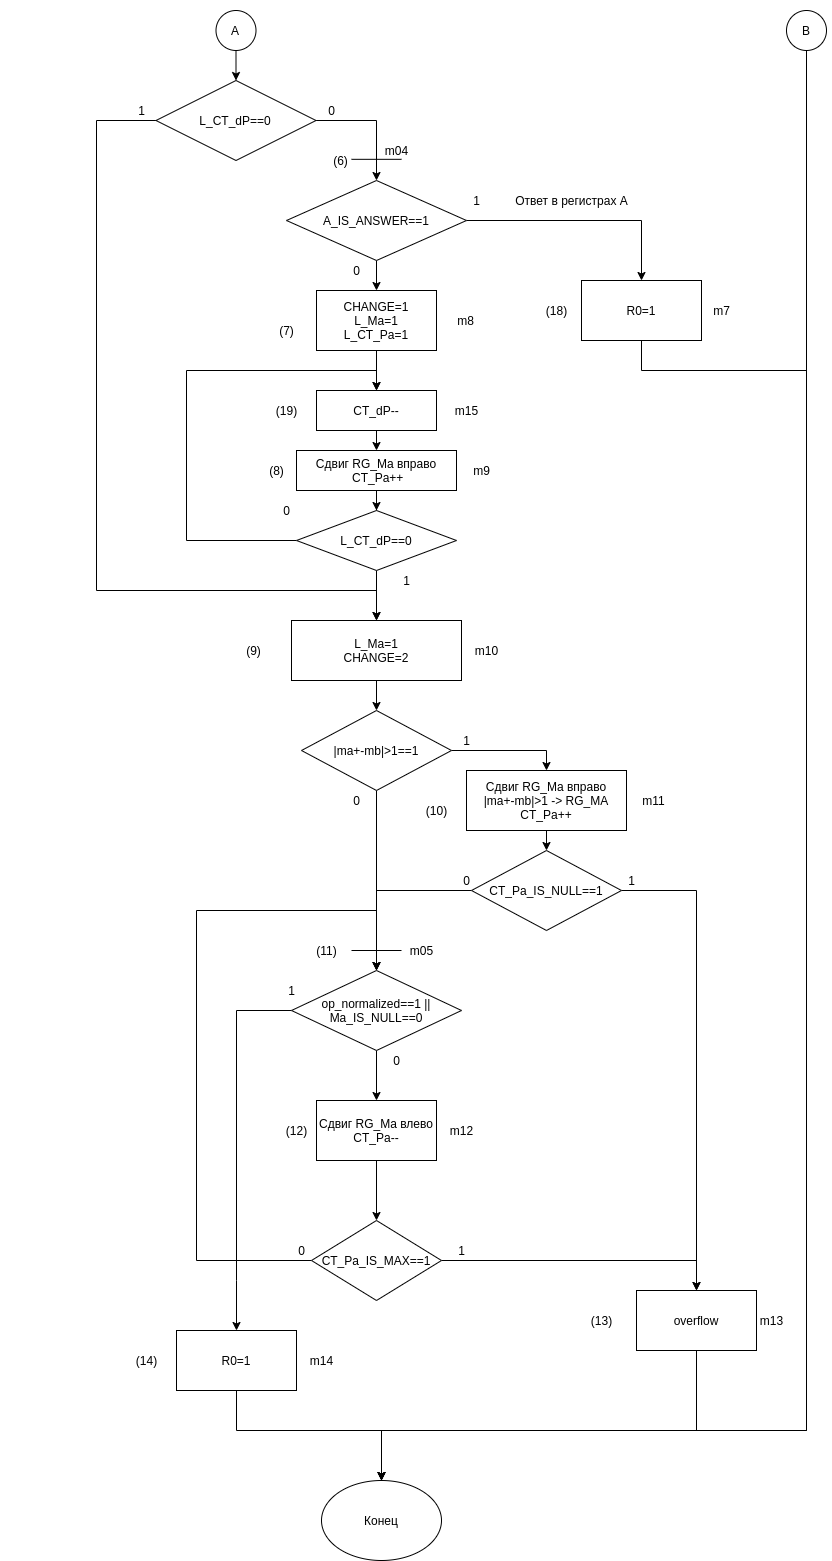 A
B
L_CT_dP==0
1
0
(6)
m04
A_IS_ANSWER==1
1
Ответ в регистрах А
0
CHANGE=1
L_Ma=1
L_CT_Pa=1
(7)
m8
(18)
R0=1
m7
(19)
CT_dP--
m15
(8)
Сдвиг RG_Ma вправо
CT_Pa++
m9
0
L_CT_dP==0
1
(9)
L_Ma=1
CHANGE=2
m10
|ma+-mb|>1==1
1
0
(10)
Сдвиг RG_Ma вправо
|ma+-mb|>1 -> RG_MA
CT_Pa++
m11
0
CT_Pa_IS_NULL==1
1
(11)
m05
1
op_normalized==1 ||
Ma_IS_NULL==0
0
(12)
Сдвиг RG_Ma влево
CT_Pa--
m12
0
CT_Pa_IS_MAX==1
1
(13)
overflow
m13
(14)
R0=1
m14
Конец